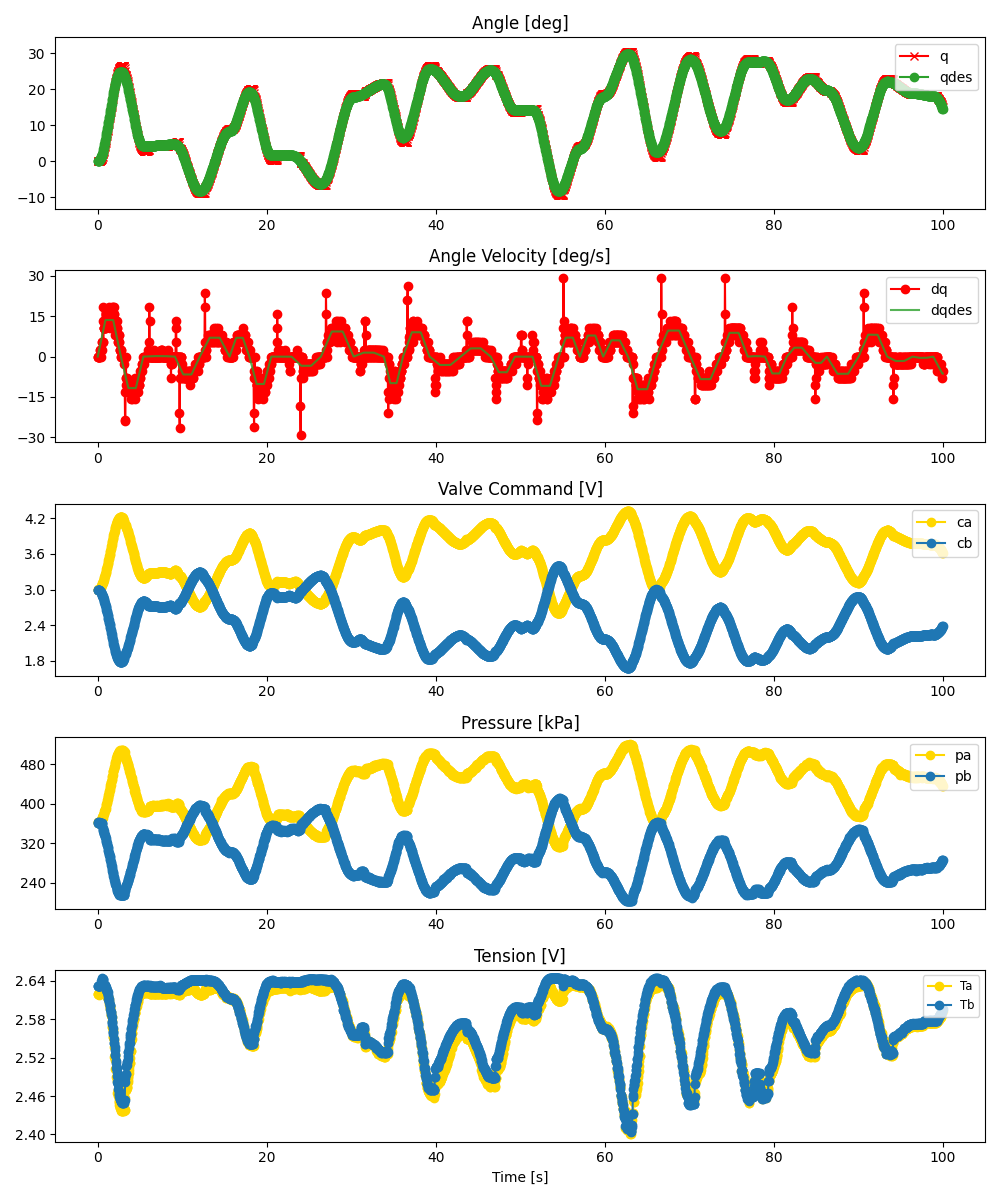 Angle [deg]
30
20
10
0
−10
q
qdes
0 20 40 60 80 100
Angle Velocity [deg/s]
30
15
0
−15
−30
dq
dqdes
0 20 40 60 80 100
Valve Command [V]
4.2
3.6
3.0
2.4
1.8
ca
cb
0 20 40 60 80 100
Pressure [kPa]
480
400
320
240
pa
pb
0 20 40 60 80 100
Tension [V]
2.64
2.58
2.52
2.46
2.40
Ta
Tb
0 20 40 60 80 100
Time [s]